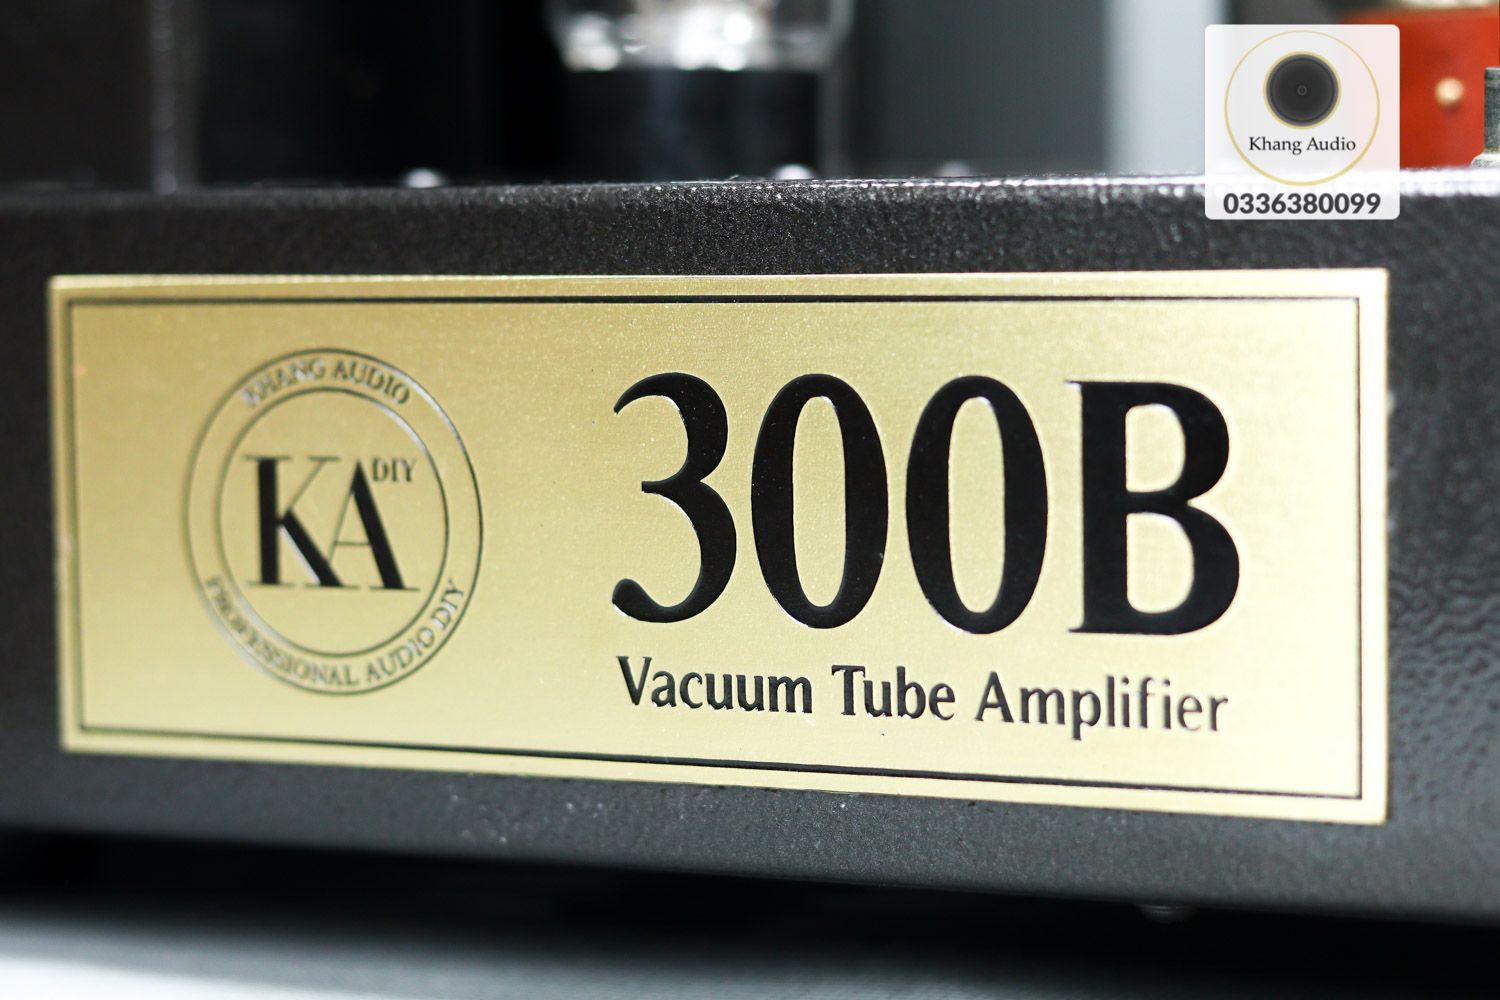 Khang Audio
0336380099
KHANG AUDIO
KA DIY
PROFESSIONAL AUDIO DIY
300B
Vacuum Tube Amplifier